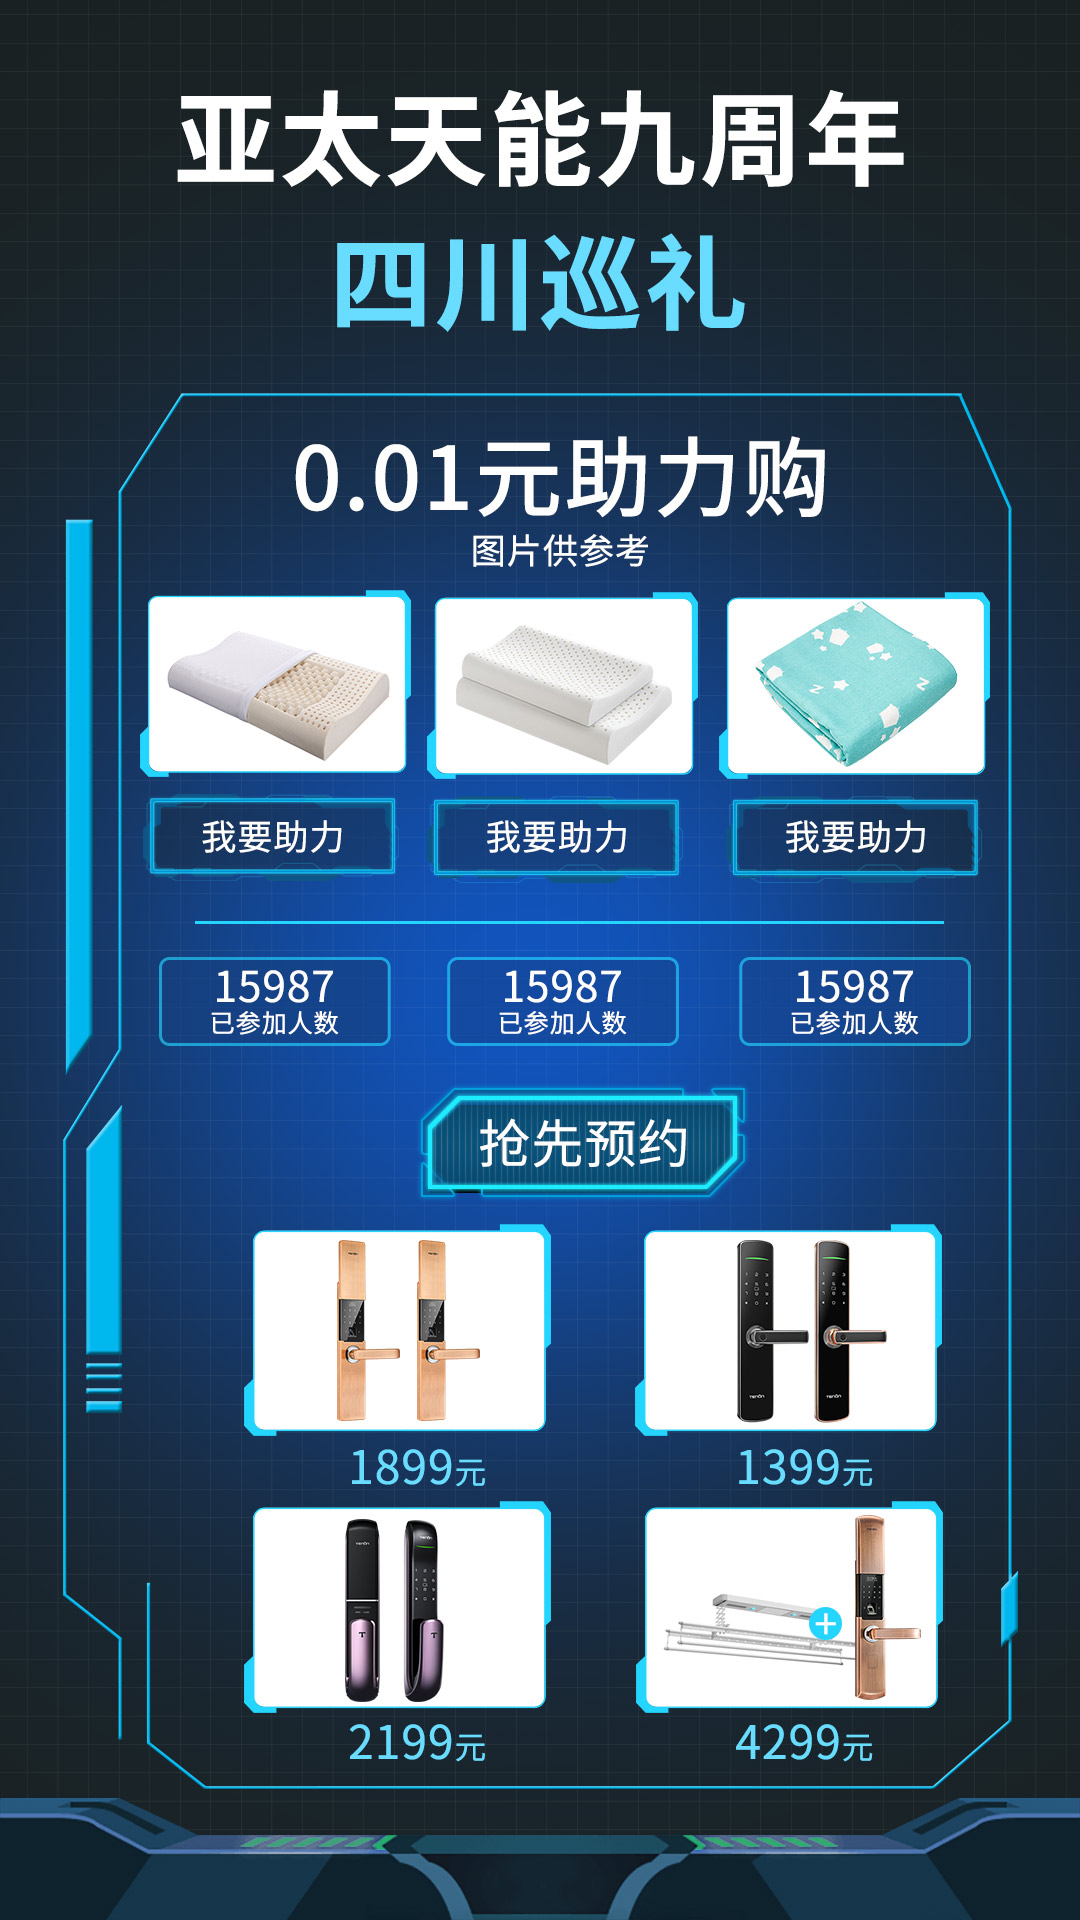 亚太天能九周年
四川巡礼
0.01元助力购
图片供参考
我要助力
我要助力
我要助力
15987
已参加人数
15987
已参加人数
15987
已参加人数
抢先预约
1899元
1399元
2199元
4299元